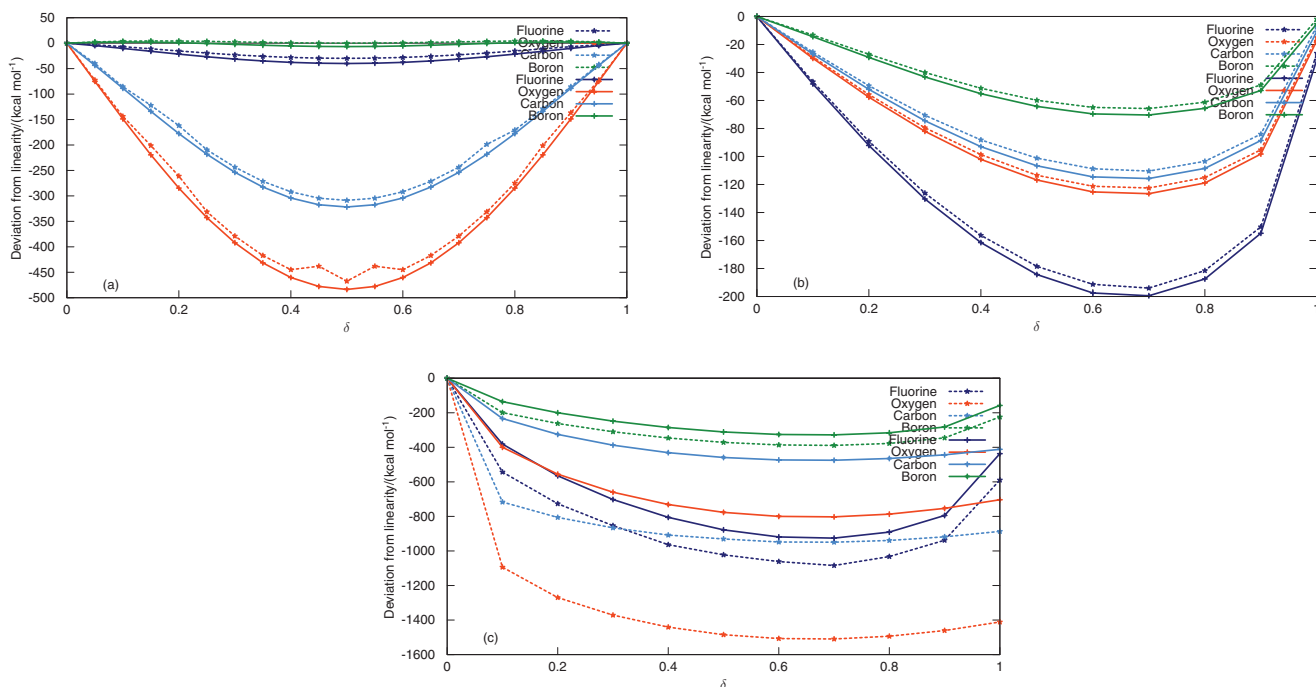 50
0
-50
-100
-150
-200
-250
-300
-350
-400
-450
-500
Deviation from linearity/(kcal mol⁻¹)
Fluorine
Oxygen
Carbon
Boron
Fluorine
Oxygen
Carbon
Boron
(a)
0 0.2 0.4 0.6 0.8 1
δ
0
-20
-40
-60
-80
-100
-120
-140
-160
-180
-200
Deviation from linearity/(kcal mol⁻¹)
Fluorine
Oxygen
Carbon
Boron
Fluorine
Oxygen
Carbon
Boron
(b)
0 0.2 0.4 0.6 0.8 1
δ
0
-200
-400
-600
-800
-1000
-1200
-1400
-1600
Deviation from linearity/(kcal mol⁻¹)
Fluorine
Oxygen
Carbon
Boron
Fluorine
Oxygen
Carbon
Boron
(c)
0 0.2 0.4 0.6 0.8 1
δ